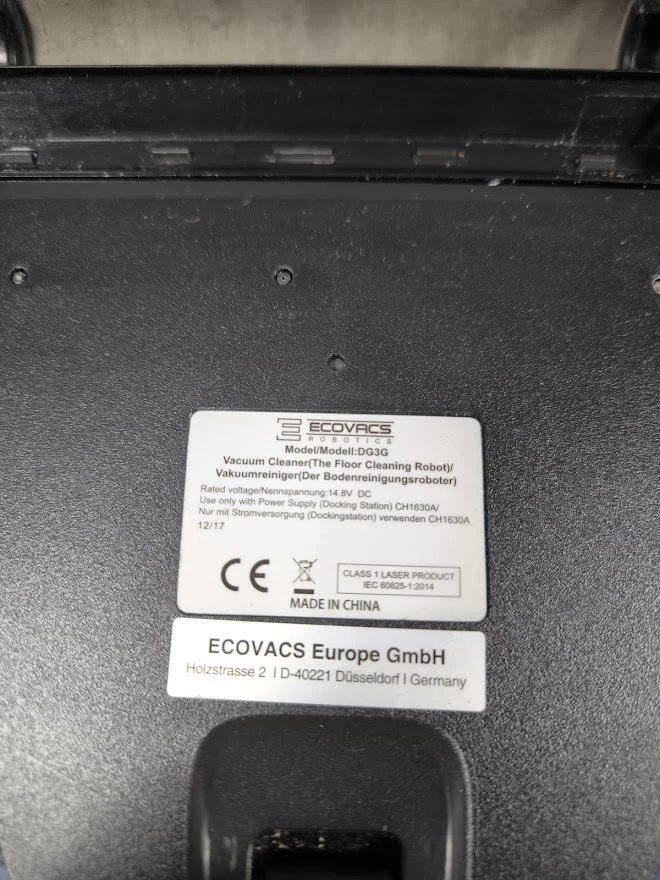 ECOVACS
ROBOTICS
Model/Modell:DG3G
Vacuum Cleaner(The Floor Cleaning Robot)/
Vakuumreiniger(Der Bodenreinigungsroboter)
Rated voltage/Nennspannung:14.8V DC
Use only with Power Supply (Docking Station) CH1630A/
Nur mit Stromversorgung (Dockingstation) verwenden CH1630A
12/17
CE
CLASS 1 LASER PRODUCT
IEC 60825-1:2014
MADE IN CHINA
ECOVACS Europe GmbH
Holzstrasse 2 I D-40221 Düsseldorf I Germany